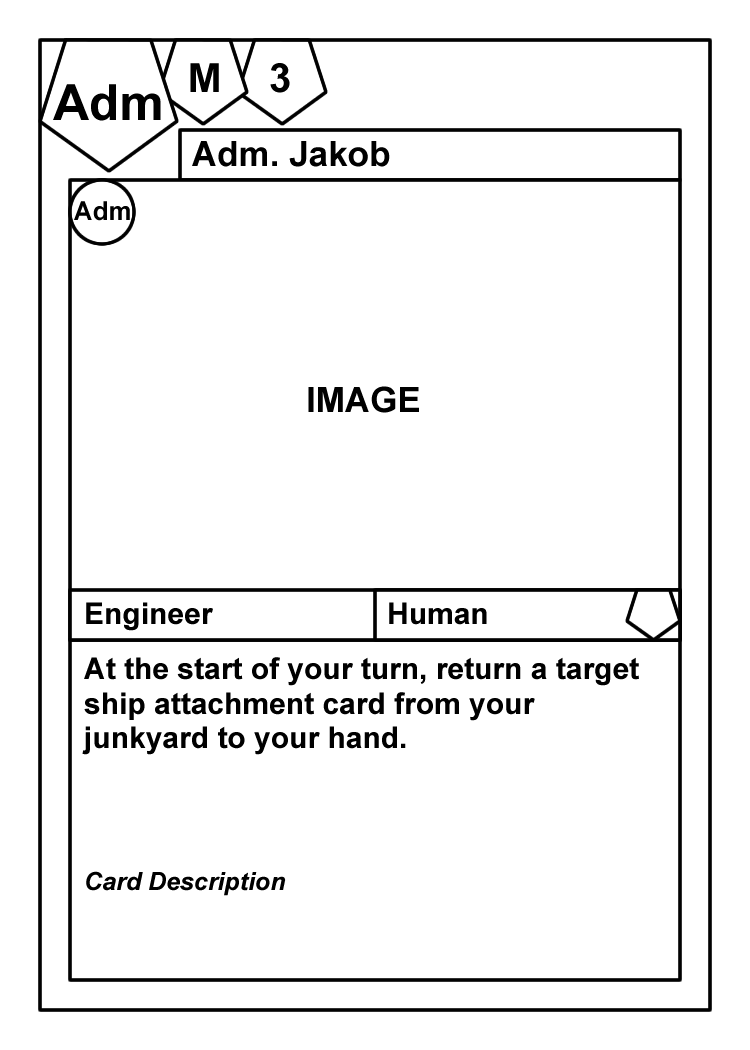 Adm M 3
Adm. Jakob
Adm
IMAGE
Engineer Human
At the start of your turn, return a target
ship attachment card from your
junkyard to your hand.
Card Description